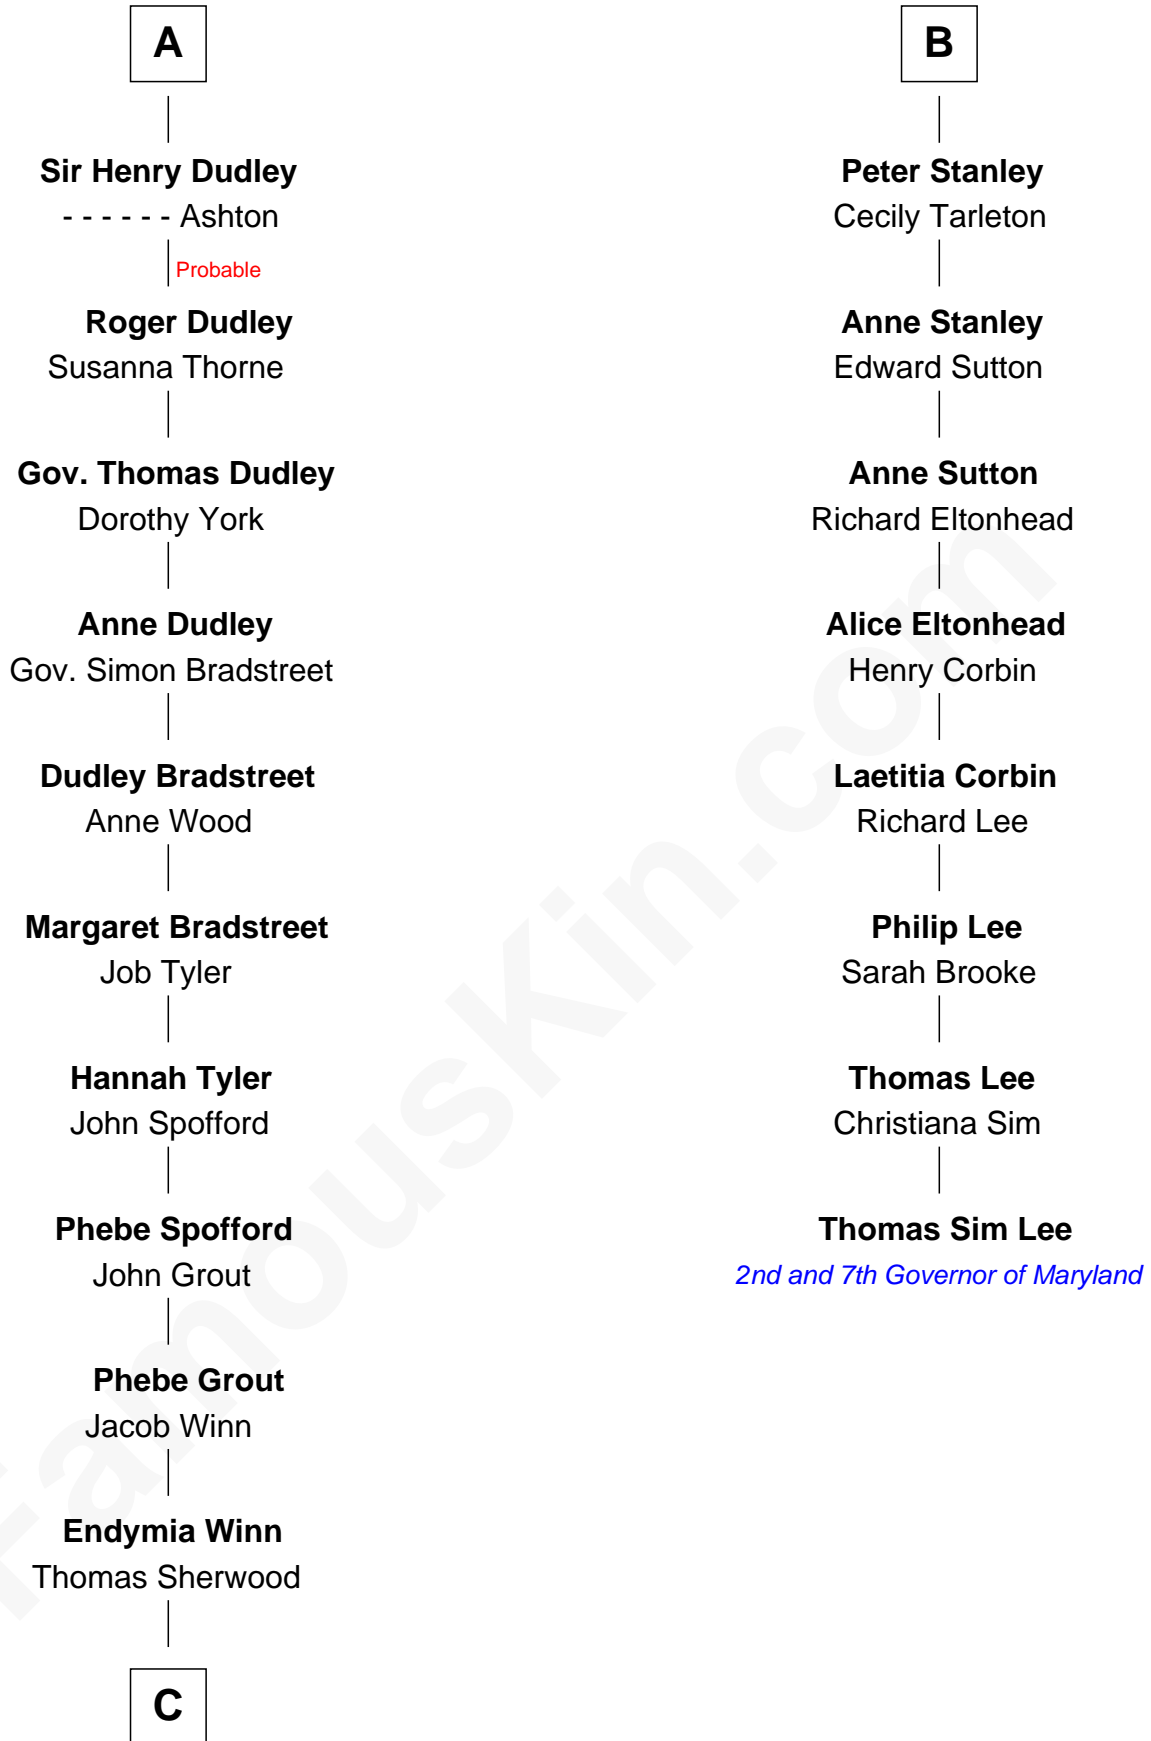 A
Sir Henry Dudley
- - - - - - Ashton
Probable
Roger Dudley
Susanna Thorne
Gov. Thomas Dudley
Dorothy York
Anne Dudley
Gov. Simon Bradstreet
Dudley Bradstreet
Anne Wood
Margaret Bradstreet
Job Tyler
Hannah Tyler
John Spofford
Phebe Spofford
John Grout
Phebe Grout
Jacob Winn
Endymia Winn
Thomas Sherwood
C
B
Peter Stanley
Cecily Tarleton
Anne Stanley
Edward Sutton
Anne Sutton
Richard Eltonhead
Alice Eltonhead
Henry Corbin
Laetitia Corbin
Richard Lee
Philip Lee
Sarah Brooke
Thomas Lee
Christiana Sim
Thomas Sim Lee
2nd and 7th Governor of Maryland
FamousKin.com